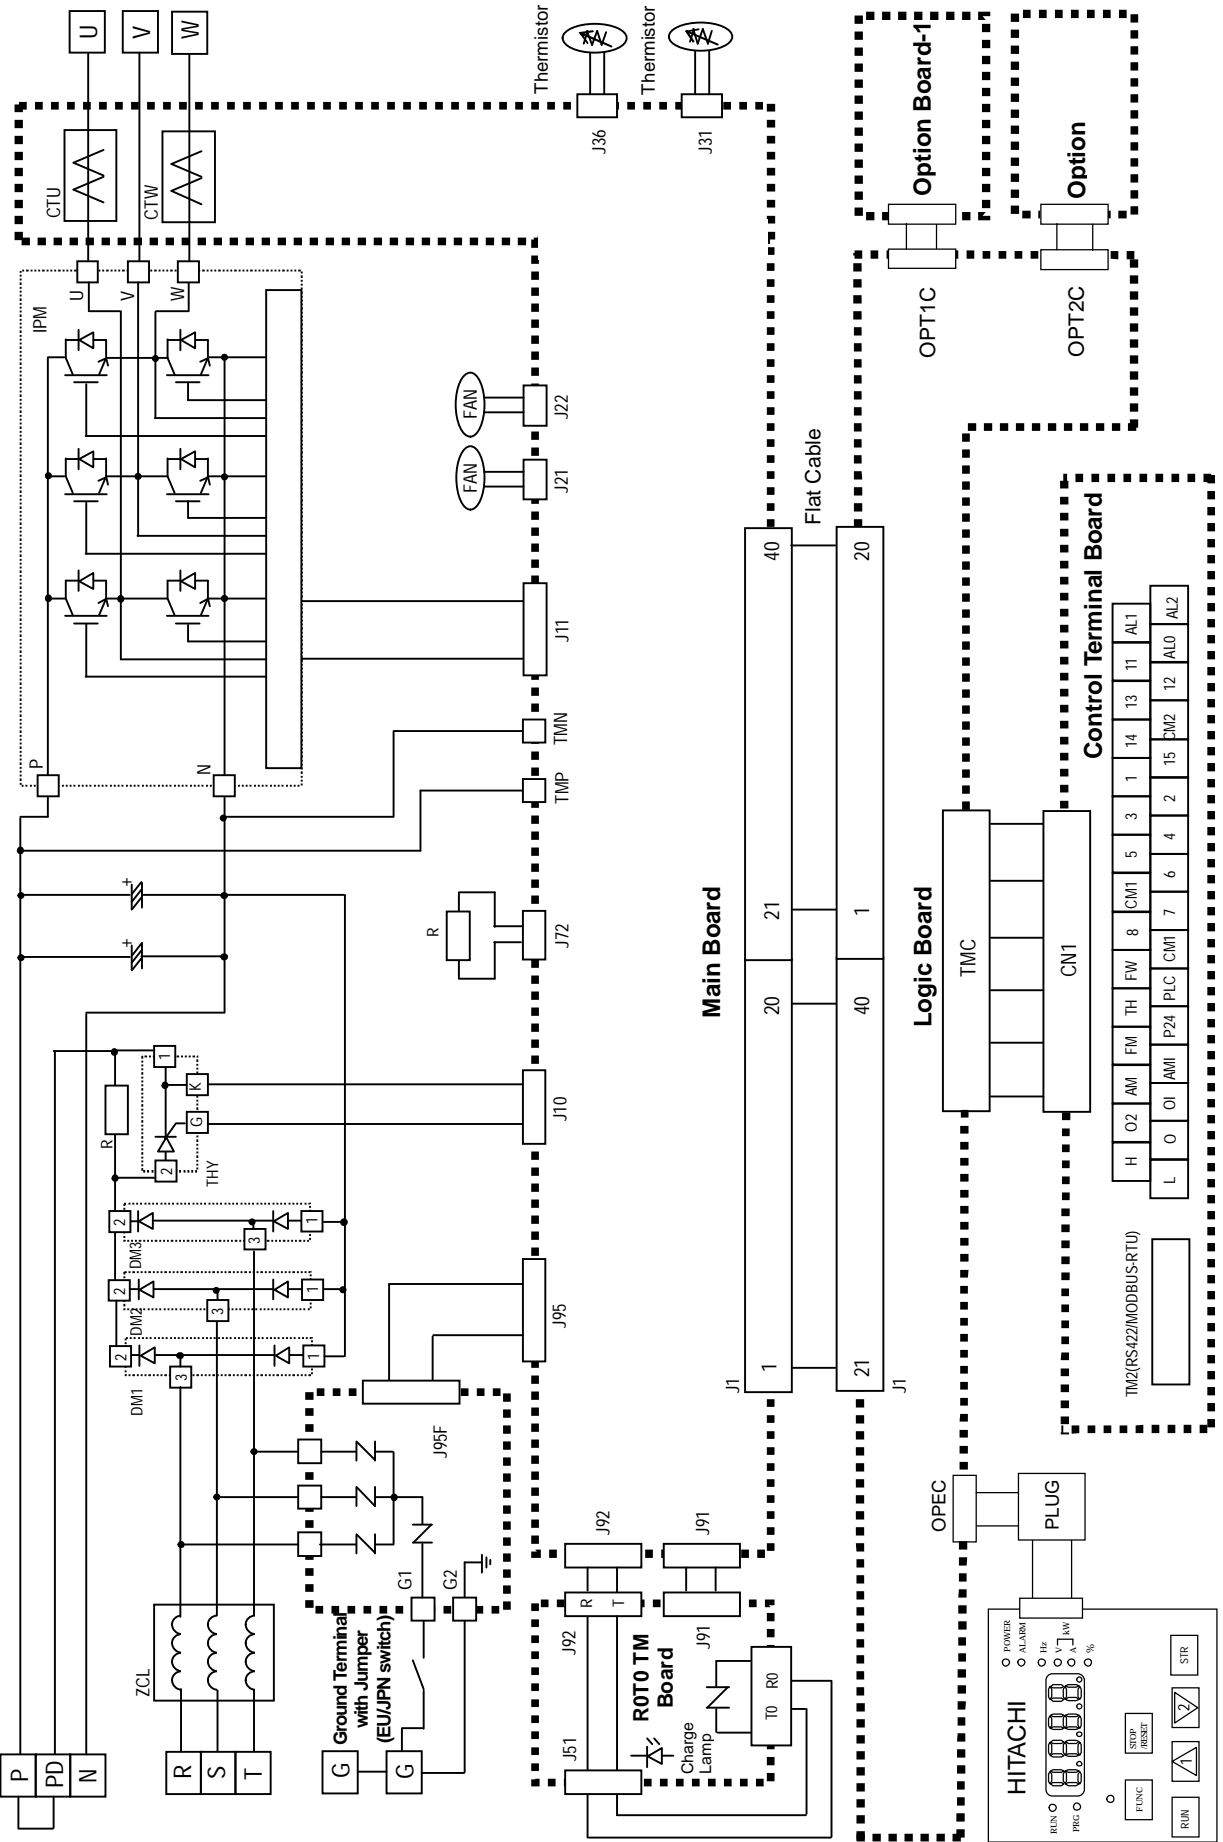 P
PD
N
R
S
T
ZCL
DM1
DM2
DM3
2
2
2
3
3
3
1
1
1
R
THY
2
1
G
K
+
+
P
N
IPM
U
V
W
CTU
CTW
U
V
W
G
G
Ground Terminal
with Jumper
(EU/JPN switch)
G1
G2
J95F
J95
J10
R
J72
TMP
TMN
J11
FAN
J21
FAN
J22
J36
Thermistor
J31
Thermistor
J51
J92
R
T
J92
J91
J91
R0T0 TM
Board
Charge
Lamp
T0
R0
Main Board
J1
1
20
21
40
Flat Cable
21
40
1
20
J1
Logic Board
OPT1C
Option Board-1
OPT2C
Option
TMC
CN1
Control Terminal Board
H
O2
AM
FM
TH
FW
8
CM1
5
3
1
14
13
11
AL1
L
O
OI
AMI
P24
PLC
CM1
7
6
4
2
15
CM2
12
AL0
AL2
TM2(RS422/MODBUS-RTU)
OPEC
PLUG
HITACHI
POWER
ALARM
Hz
V
A
kW
%
RUN
PRG
8888
RUN
FUNC
1
2
STOP
/RESET
STR